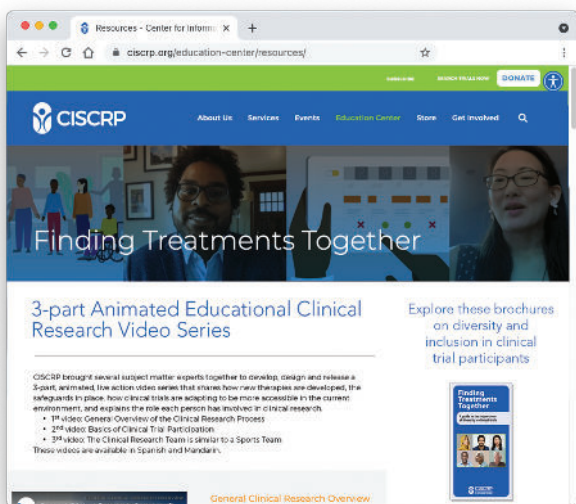 Resources - Center for Inform
ciscrp.org/education-center/resources/
DONATE
CISCRP
About Us Services Events Education Center Store Get Involved
Finding Treatments Together
3-part Animated Educational Clinical
Research Video Series
CISCRP brought several subject matter experts together to develop, design and release a
3-part, animated, live action video series that shares how new therapies are developed, the
safeguards in place, how clinical trials are adapting to be more accessible in the current
environment, and explains the role each person has involved in clinical research.
• 1st video: General Overview of the Clinical Research Process
• 2nd video: Basics of Clinical Trial Participation
• 3rd video: The Clinical Research Team is similar to a Sports Team
These videos are available in Spanish and Mandarin.
General Clinical Research Overview
Explore these brochures
on diversity and
inclusion in clinical
trial participants
Finding
Treatments
Together
CISCRP